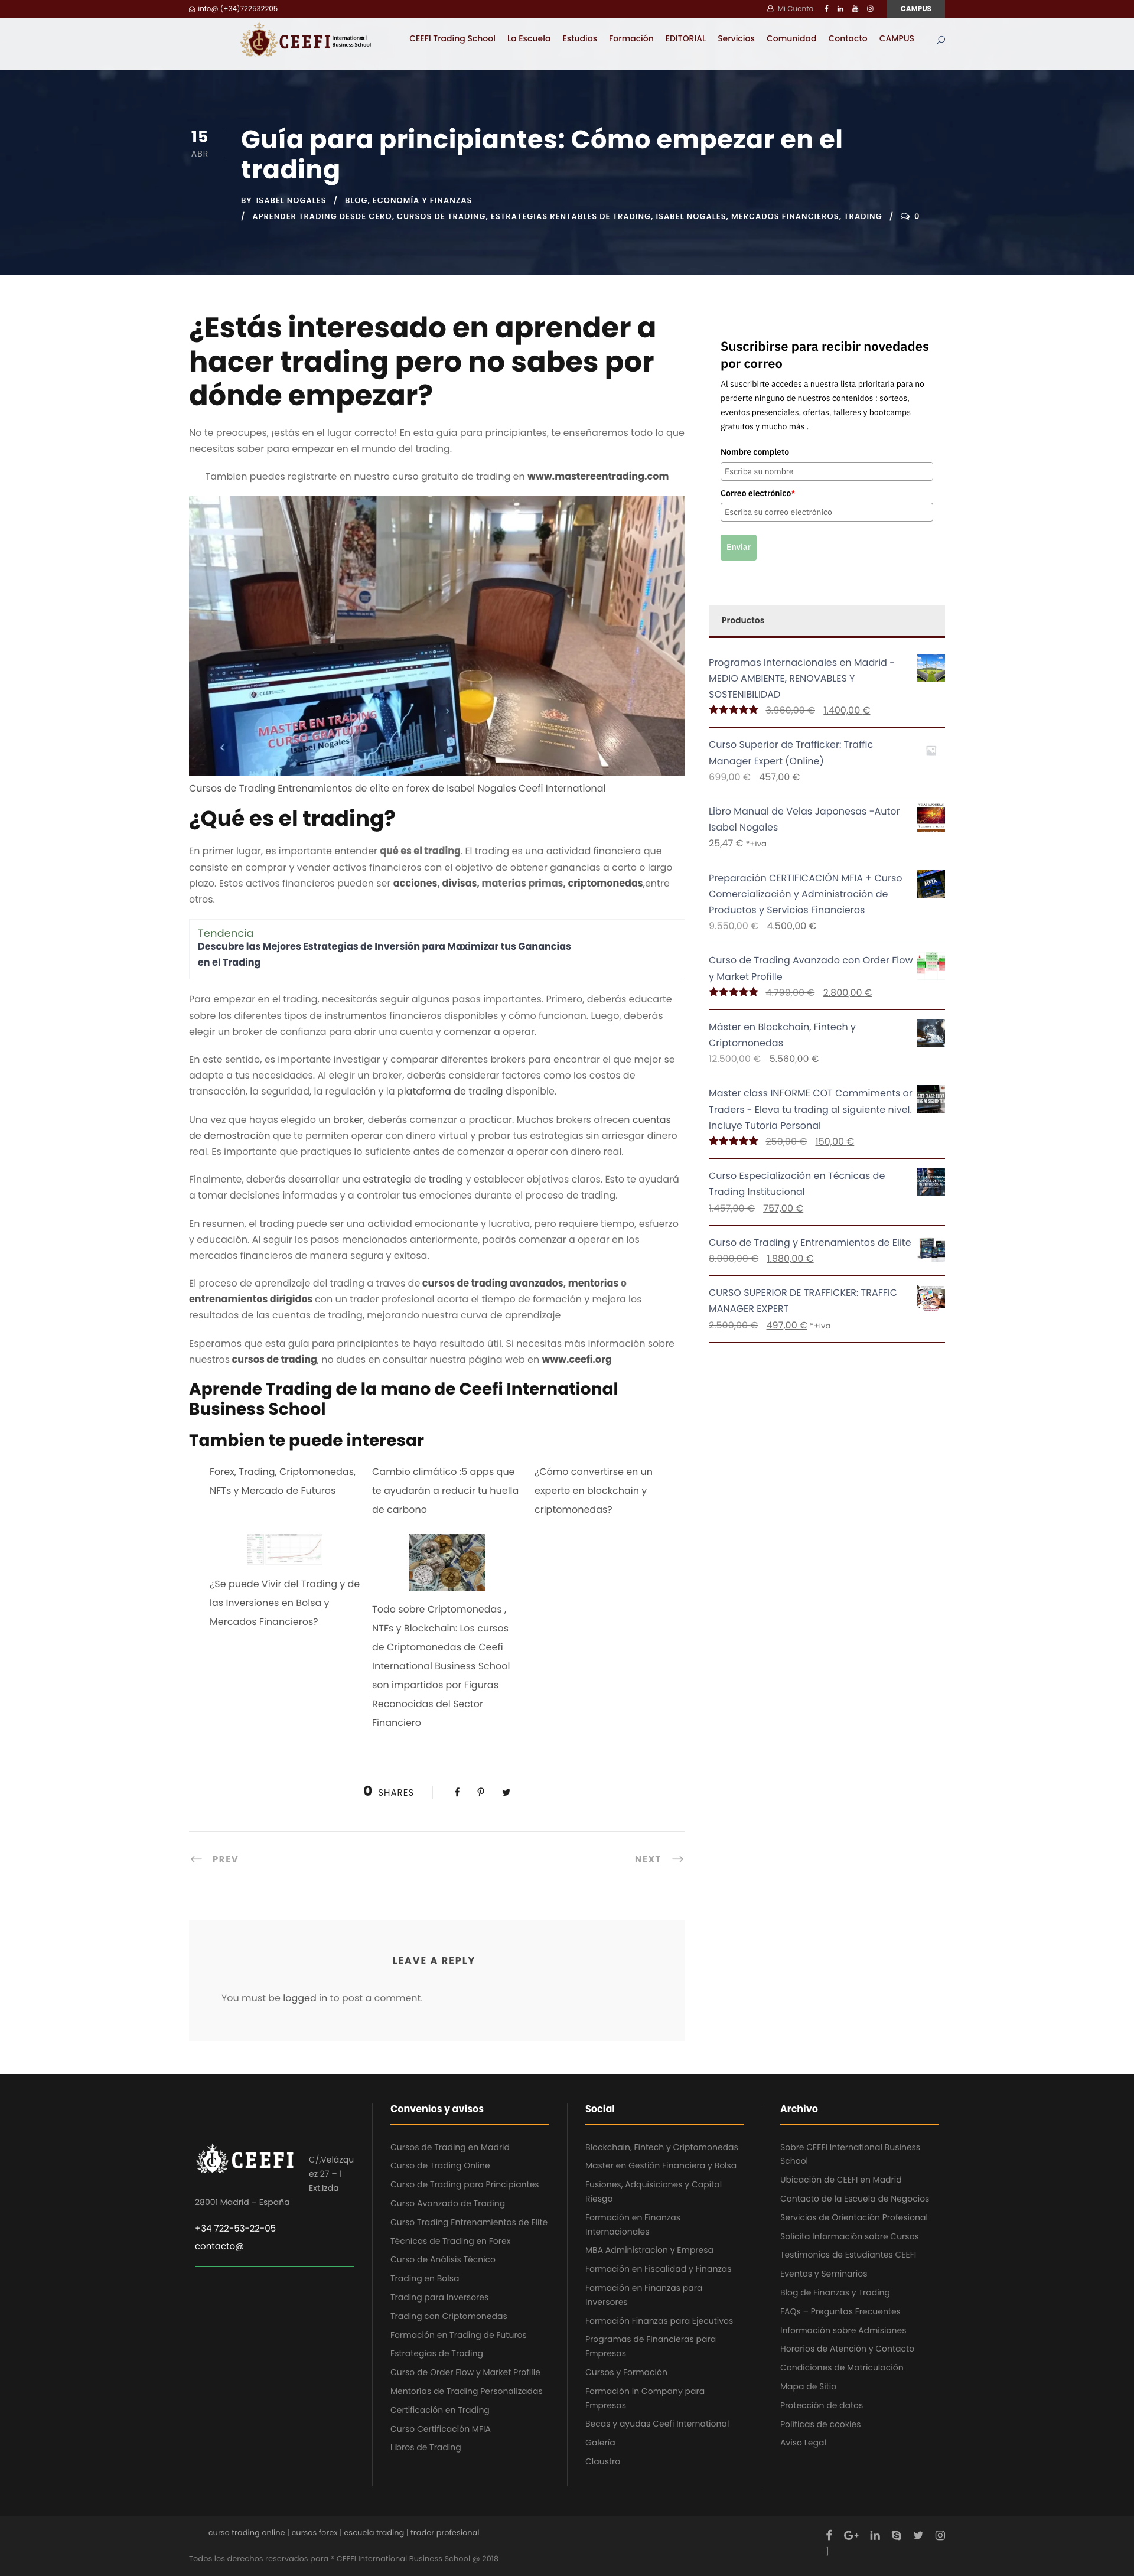 info@ (+34)722532205
Mi Cuenta
CAMPUS
CEEFI International Business School
CEEFI Trading School La Escuela Estudios Formación EDITORIAL Servicios Comunidad Contacto CAMPUS
15
ABR
Guía para principiantes: Cómo empezar en el
trading
BY ISABEL NOGALES / BLOG, ECONOMÍA Y FINANZAS
/ APRENDER TRADING DESDE CERO, CURSOS DE TRADING, ESTRATEGIAS RENTABLES DE TRADING, ISABEL NOGALES, MERCADOS FINANCIEROS, TRADING / 0
¿Estás interesado en aprender a
hacer trading pero no sabes por
dónde empezar?
No te preocupes, ¡estás en el lugar correcto! En esta guía para principiantes, te enseñaremos todo lo que
necesitas saber para empezar en el mundo del trading.
Tambien puedes registrarte en nuestro curso gratuito de trading en www.mastereentrading.com
MASTER EN TRADING
CURSO GRATUITO
Isabel Nogales
Cursos de Trading Entrenamientos de elite en forex de Isabel Nogales Ceefi International
¿Qué es el trading?
En primer lugar, es importante entender qué es el trading. El trading es una actividad financiera que
consiste en comprar y vender activos financieros con el objetivo de obtener ganancias a corto o largo
plazo. Estos activos financieros pueden ser acciones, divisas, materias primas, criptomonedas,entre
otros.
Tendencia
Descubre las Mejores Estrategias de Inversión para Maximizar tus Ganancias
en el Trading
Para empezar en el trading, necesitarás seguir algunos pasos importantes. Primero, deberás educarte
sobre los diferentes tipos de instrumentos financieros disponibles y cómo funcionan. Luego, deberás
elegir un broker de confianza para abrir una cuenta y comenzar a operar.
En este sentido, es importante investigar y comparar diferentes brokers para encontrar el que mejor se
adapte a tus necesidades. Al elegir un broker, deberás considerar factores como los costos de
transacción, la seguridad, la regulación y la plataforma de trading disponible.
Una vez que hayas elegido un broker, deberás comenzar a practicar. Muchos brokers ofrecen cuentas
de demostración que te permiten operar con dinero virtual y probar tus estrategias sin arriesgar dinero
real. Es importante que practiques lo suficiente antes de comenzar a operar con dinero real.
Finalmente, deberás desarrollar una estrategia de trading y establecer objetivos claros. Esto te ayudará
a tomar decisiones informadas y a controlar tus emociones durante el proceso de trading.
En resumen, el trading puede ser una actividad emocionante y lucrativa, pero requiere tiempo, esfuerzo
y educación. Al seguir los pasos mencionados anteriormente, podrás comenzar a operar en los
mercados financieros de manera segura y exitosa.
El proceso de aprendizaje del trading a traves de cursos de trading avanzados, mentorias o
entrenamientos dirigidos con un trader profesional acorta el tiempo de formación y mejora los
resultados de las cuentas de trading, mejorando nuestra curva de aprendizaje
Esperamos que esta guía para principiantes te haya resultado útil. Si necesitas más información sobre
nuestros cursos de trading, no dudes en consultar nuestra página web en www.ceefi.org
Aprende Trading de la mano de Ceefi International
Business School
Tambien te puede interesar
Forex, Trading, Criptomonedas,
NFTs y Mercado de Futuros
Cambio climático :5 apps que
te ayudarán a reducir tu huella
de carbono
¿Cómo convertirse en un
experto en blockchain y
criptomonedas?
¿Se puede Vivir del Trading y de
las Inversiones en Bolsa y
Mercados Financieros?
Todo sobre Criptomonedas ,
NTFs y Blockchain: Los cursos
de Criptomonedas de Ceefi
International Business School
son impartidos por Figuras
Reconocidas del Sector
Financiero
0 SHARES
PREV
NEXT
LEAVE A REPLY
You must be logged in to post a comment.
Suscribirse para recibir novedades
por correo
Al suscribirte accedes a nuestra lista prioritaria para no
perderte ninguno de nuestros contenidos : sorteos,
eventos presenciales, ofertas, talleres y bootcamps
gratuitos y mucho más .
Nombre completo
Escriba su nombre
Correo electrónico*
Escriba su correo electrónico
Enviar
Productos
Programas Internacionales en Madrid -
MEDIO AMBIENTE, RENOVABLES Y
SOSTENIBILIDAD
3.960,00 € 1.400,00 €
Curso Superior de Trafficker: Traffic
Manager Expert (Online)
699,00 € 457,00 €
Libro Manual de Velas Japonesas -Autor
Isabel Nogales
25,47 € *+iva
Preparación CERTIFICACIÓN MFIA + Curso
Comercialización y Administración de
Productos y Servicios Financieros
9.550,00 € 4.500,00 €
Curso de Trading Avanzado con Order Flow
y Market Profille
4.799,00 € 2.800,00 €
Máster en Blockchain, Fintech y
Criptomonedas
12.500,00 € 5.560,00 €
Master class INFORME COT Commiments or
Traders - Eleva tu trading al siguiente nivel.
Incluye Tutoria Personal
250,00 € 150,00 €
Curso Especialización en Técnicas de
Trading Institucional
1.457,00 € 757,00 €
Curso de Trading y Entrenamientos de Elite
8.000,00 € 1.980,00 €
CURSO SUPERIOR DE TRAFFICKER: TRAFFIC
MANAGER EXPERT
2.500,00 € 497,00 € *+iva
CEEFI
C/,Velázqu
ez 27 – 1
Ext.Izda
28001 Madrid – España
+34 722-53-22-05
contacto@
Convenios y avisos
Cursos de Trading en Madrid
Curso de Trading Online
Curso de Trading para Principiantes
Curso Avanzado de Trading
Curso Trading Entrenamientos de Elite
Técnicas de Trading en Forex
Curso de Análisis Técnico
Trading en Bolsa
Trading para Inversores
Trading con Criptomonedas
Formación en Trading de Futuros
Estrategias de Trading
Curso de Order Flow y Market Profille
Mentorías de Trading Personalizadas
Certificación en Trading
Curso Certificación MFIA
Libros de Trading
Social
Blockchain, Fintech y Criptomonedas
Master en Gestión Financiera y Bolsa
Fusiones, Adquisiciones y Capital
Riesgo
Formación en Finanzas
Internacionales
MBA Administracion y Empresa
Formación en Fiscalidad y Finanzas
Formación en Finanzas para
Inversores
Formación Finanzas para Ejecutivos
Programas de Financieras para
Empresas
Cursos y Formación
Formación in Company para
Empresas
Becas y ayudas Ceefi International
Galería
Claustro
Archivo
Sobre CEEFI International Business
School
Ubicación de CEEFI en Madrid
Contacto de la Escuela de Negocios
Servicios de Orientación Profesional
Solicita Información sobre Cursos
Testimonios de Estudiantes CEEFI
Eventos y Seminarios
Blog de Finanzas y Trading
FAQs – Preguntas Frecuentes
Información sobre Admisiones
Horarios de Atención y Contacto
Condiciones de Matriculación
Mapa de Sitio
Protección de datos
Políticas de cookies
Aviso Legal
curso trading online | cursos forex | escuela trading | trader profesional
Todos los derechos reservados para ® CEEFI International Business School @ 2018